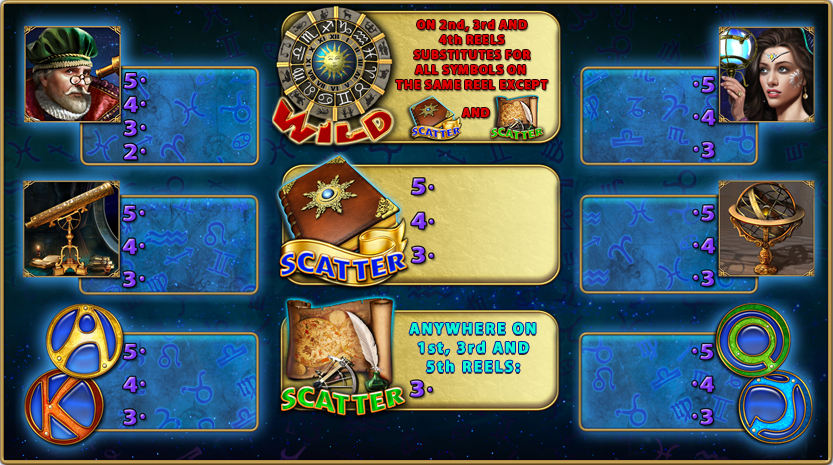 5·
4·
3·
2·
WILD
ON 2nd, 3rd AND
4th REELS
SUBSTITUTES FOR
ALL SYMBOLS ON
THE SAME REEL EXCEPT
SCATTER AND SCATTER
·5
·4
·3
5·
4·
3·
SCATTER
5·
4·
3·
·5
·4
·3
A
K
5·
4·
3·
SCATTER
ANYWHERE ON
1st, 3rd AND
5th REELS:
3·
·5
·4
·3
Q
J